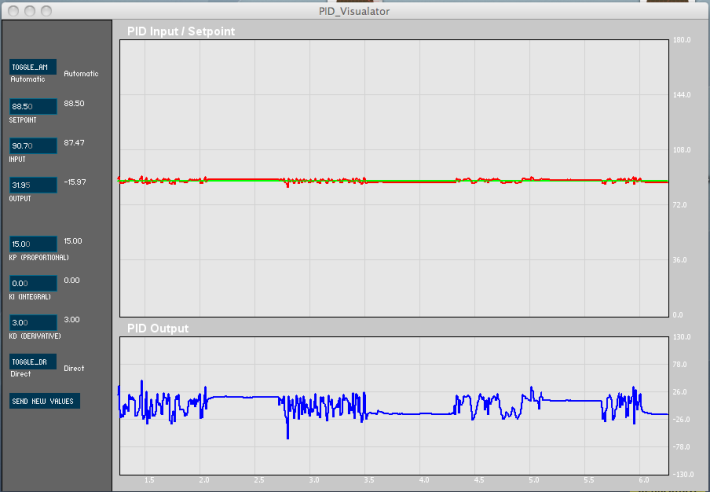 PID_Visualator
PID Input / Setpoint
TOGGLE_AM
Automatic
Automatic
88.50
88.50
SETPOINT
90.70
87.47
INPUT
31.95
-15.97
OUTPUT
15.00
15.00
KP (PROPORTIONAL)
0.00
0.00
KI (INTEGRAL)
3.00
3.00
KD (DERIVATIVE)
TOGGLE_DR
Direct
Direct
SEND NEW VALUES
180.0
144.0
108.0
72.0
36.0
0.0
PID Output
130.0
78.0
26.0
-26.0
-78.0
-130.0
1.5 2.0 2.5 3.0 3.5 4.0 4.5 5.0 5.5 6.0